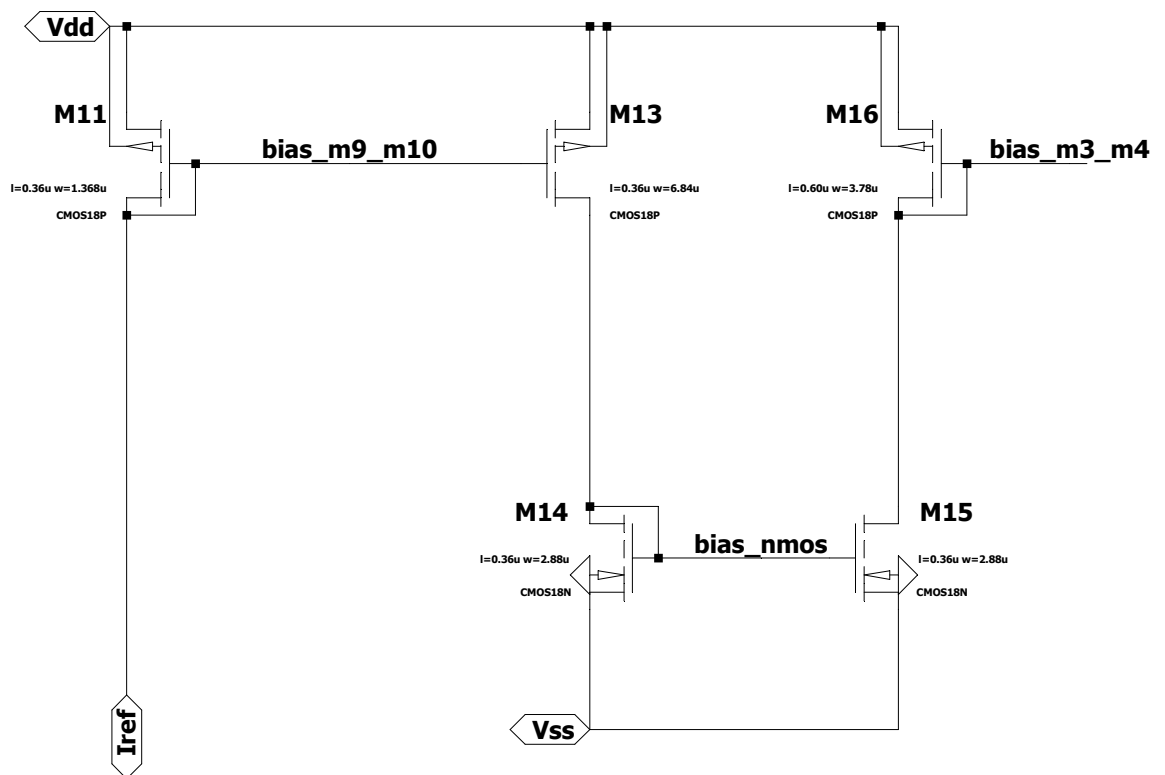 Vdd
M11
M13
M16
bias_m9_m10
bias_m3_m4
l=0.36u w=1.368u
l=0.36u w=6.84u
l=0.60u w=3.78u
CMOS18P
CMOS18P
CMOS18P
M14
M15
bias_nmos
l=0.36u w=2.88u
l=0.36u w=2.88u
CMOS18N
CMOS18N
Iref
Vss